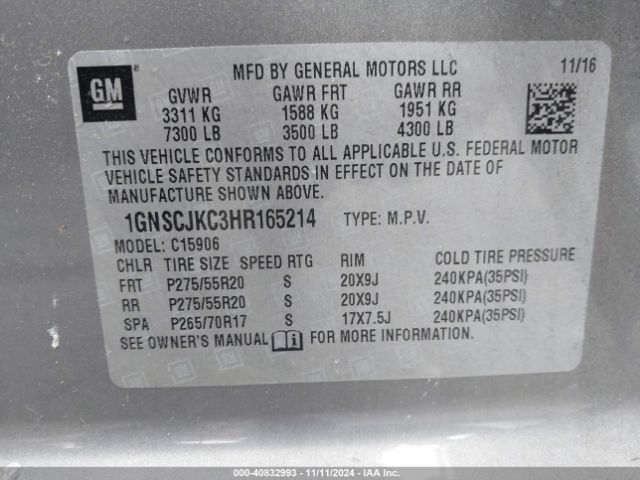 GM ® MFD BY GENERAL MOTORS LLC 11/16
GVWR GAWR FRT GAWR RR
3311 KG 1588 KG 1951 KG
7300 LB 3500 LB 4300 LB
THIS VEHICLE CONFORMS TO ALL APPLICABLE U.S. FEDERAL MOTOR
VEHICLE SAFETY STANDARDS IN EFFECT ON THE DATE OF
MANUFACTURE SHOWN ABOVE.
1GNSCJKC3HR165214 TYPE: M.P.V.
MODEL: C15906
CHLR TIRE SIZE SPEED RTG RIM COLD TIRE PRESSURE
FRT P275/55R20 S 20X9J 240KPA(35PSI)
RR P275/55R20 S 20X9J 240KPA(35PSI)
SPA P265/70R17 S 17X7.5J 240KPA(35PSI)
SEE OWNER'S MANUAL FOR MORE INFORMATION.
000-40832993 - 11/11/2024 - IAA Inc.